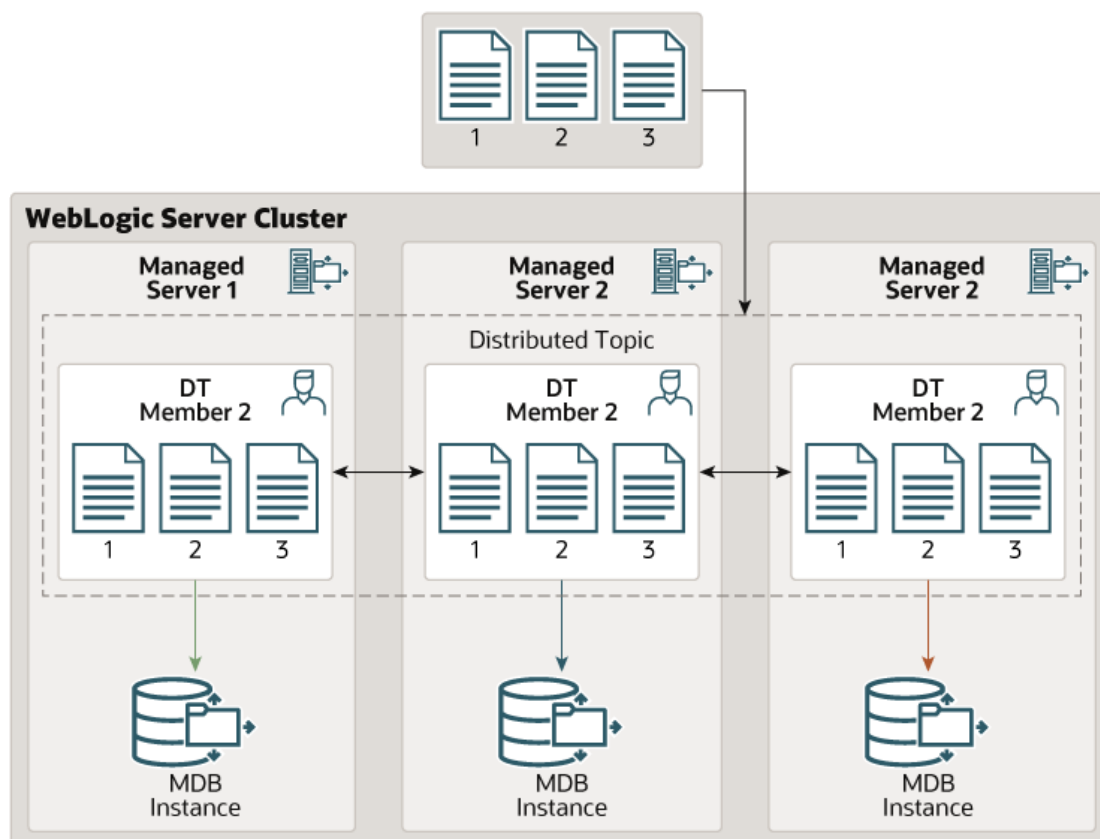 1 2 3
WebLogic Server Cluster
Managed
Server 1
Managed
Server 2
Managed
Server 2
Distributed Topic
DT
Member 2
1 2 3
DT
Member 2
1 2 3
DT
Member 2
1 2 3
MDB
Instance
MDB
Instance
MDB
Instance